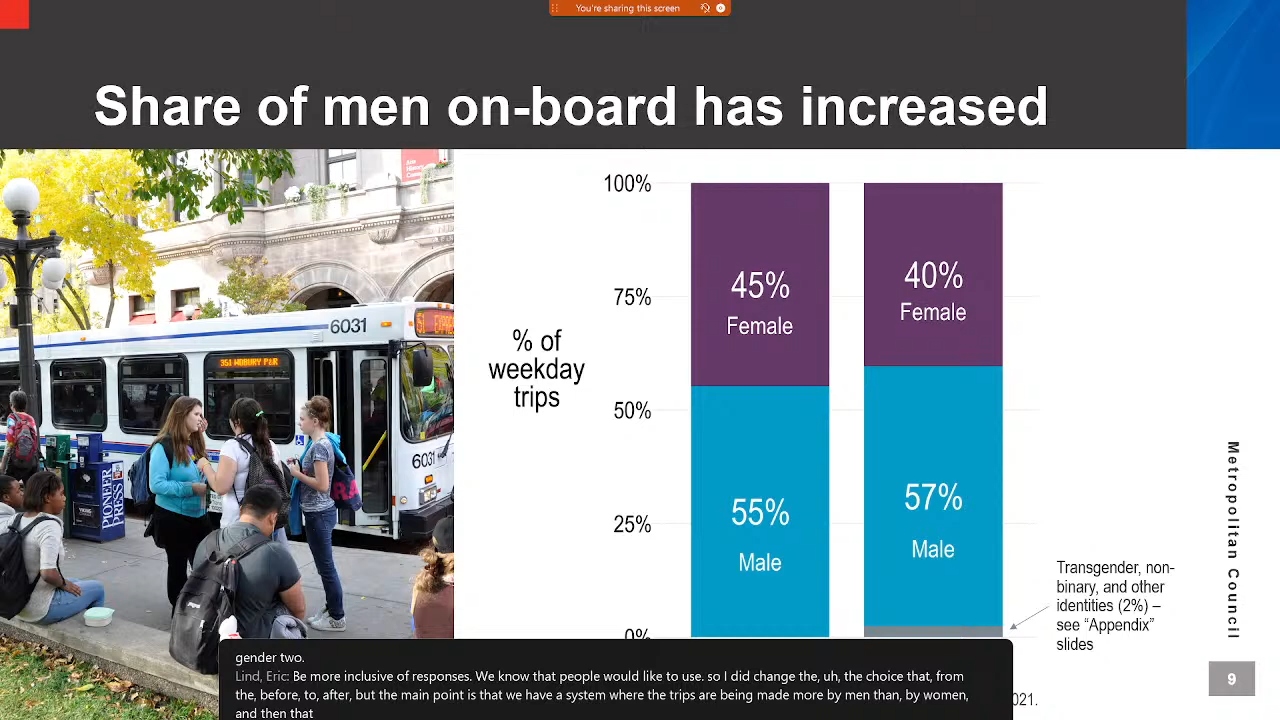 You're sharing this screen
Share of men on-board has increased
6031
351 WDBURY P&R
6031
PIONEER
PRESS
% of
weekday
trips
100%
75%
50%
25%
0%
45%
Female
55%
Male
40%
Female
57%
Male
Transgender, non-
binary, and other
identities (2%) –
see “Appendix”
slides
Metropolitan Council
9
021.
gender two.
Lind, Eric: Be more inclusive of responses. We know that people would like to use. so I did change the, uh, the choice that, from
the, before, to, after, but the main point is that we have a system where the trips are being made more by men than, by women,
and then that